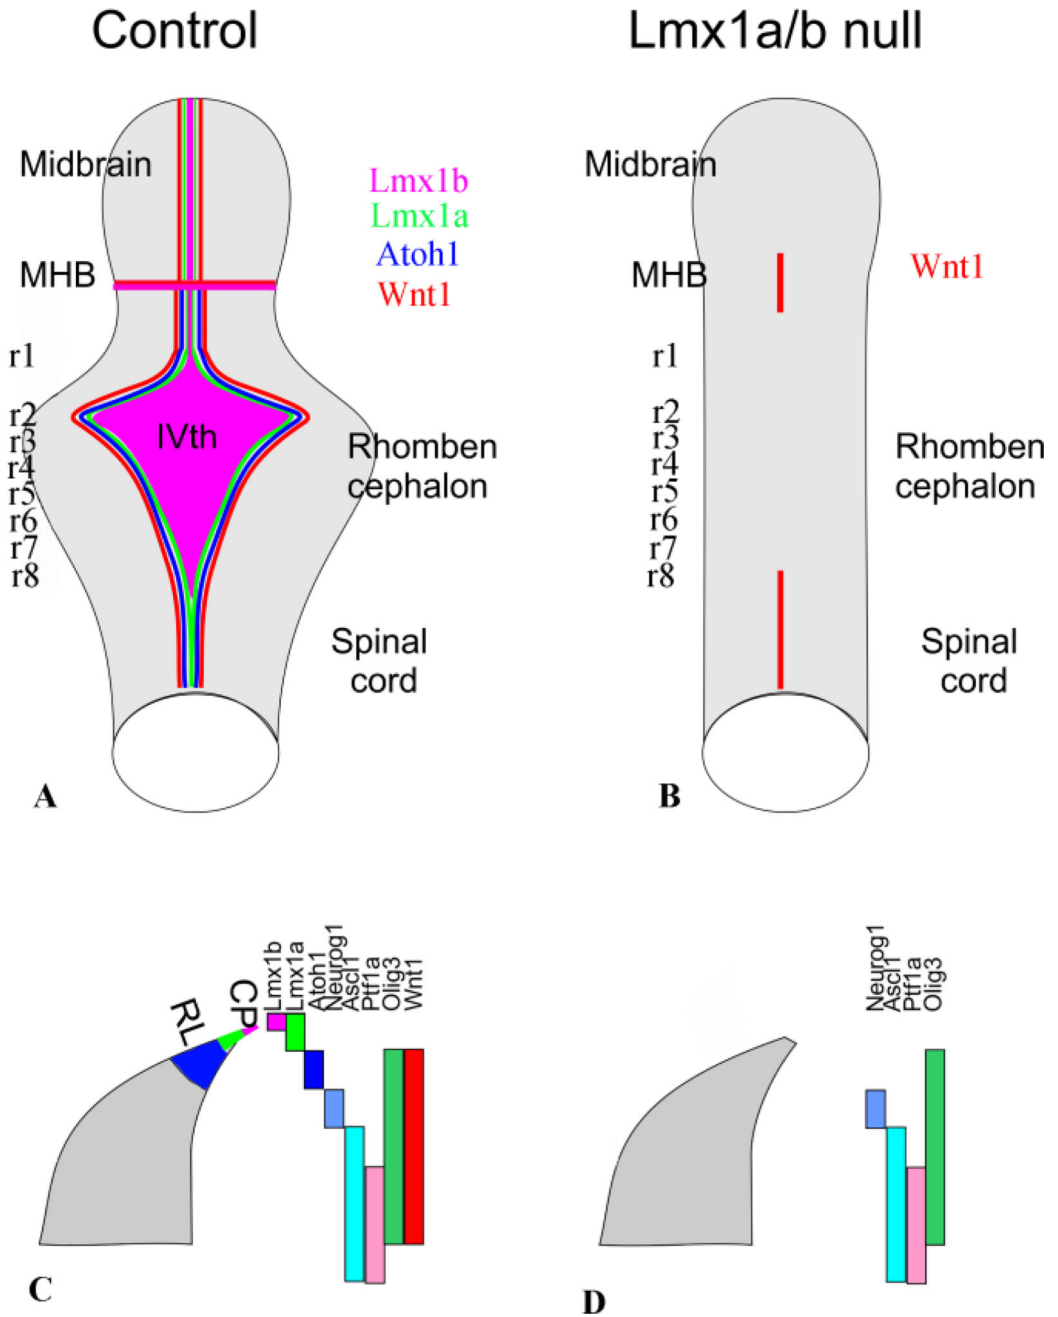 Control
Lmx1a/b null
Midbrain
Lmx1b
Lmx1a
Atoh1
Wnt1
MHB
r1
r2
r3
r4
r5
r6
r7
r8
IVth
Rhomben
cephalon
Spinal
cord
A
Midbrain
MHB
Wnt1
r1
r2
r3
r4
r5
r6
r7
r8
Rhomben
cephalon
Spinal
cord
B
RL
CP
Lmx1b
Lmx1a
Atoh1
Neurog1
Ascl1
Ptf1a
Olig3
Wnt1
C
Neurog1
Ascl1
Ptf1a
Olig3
D